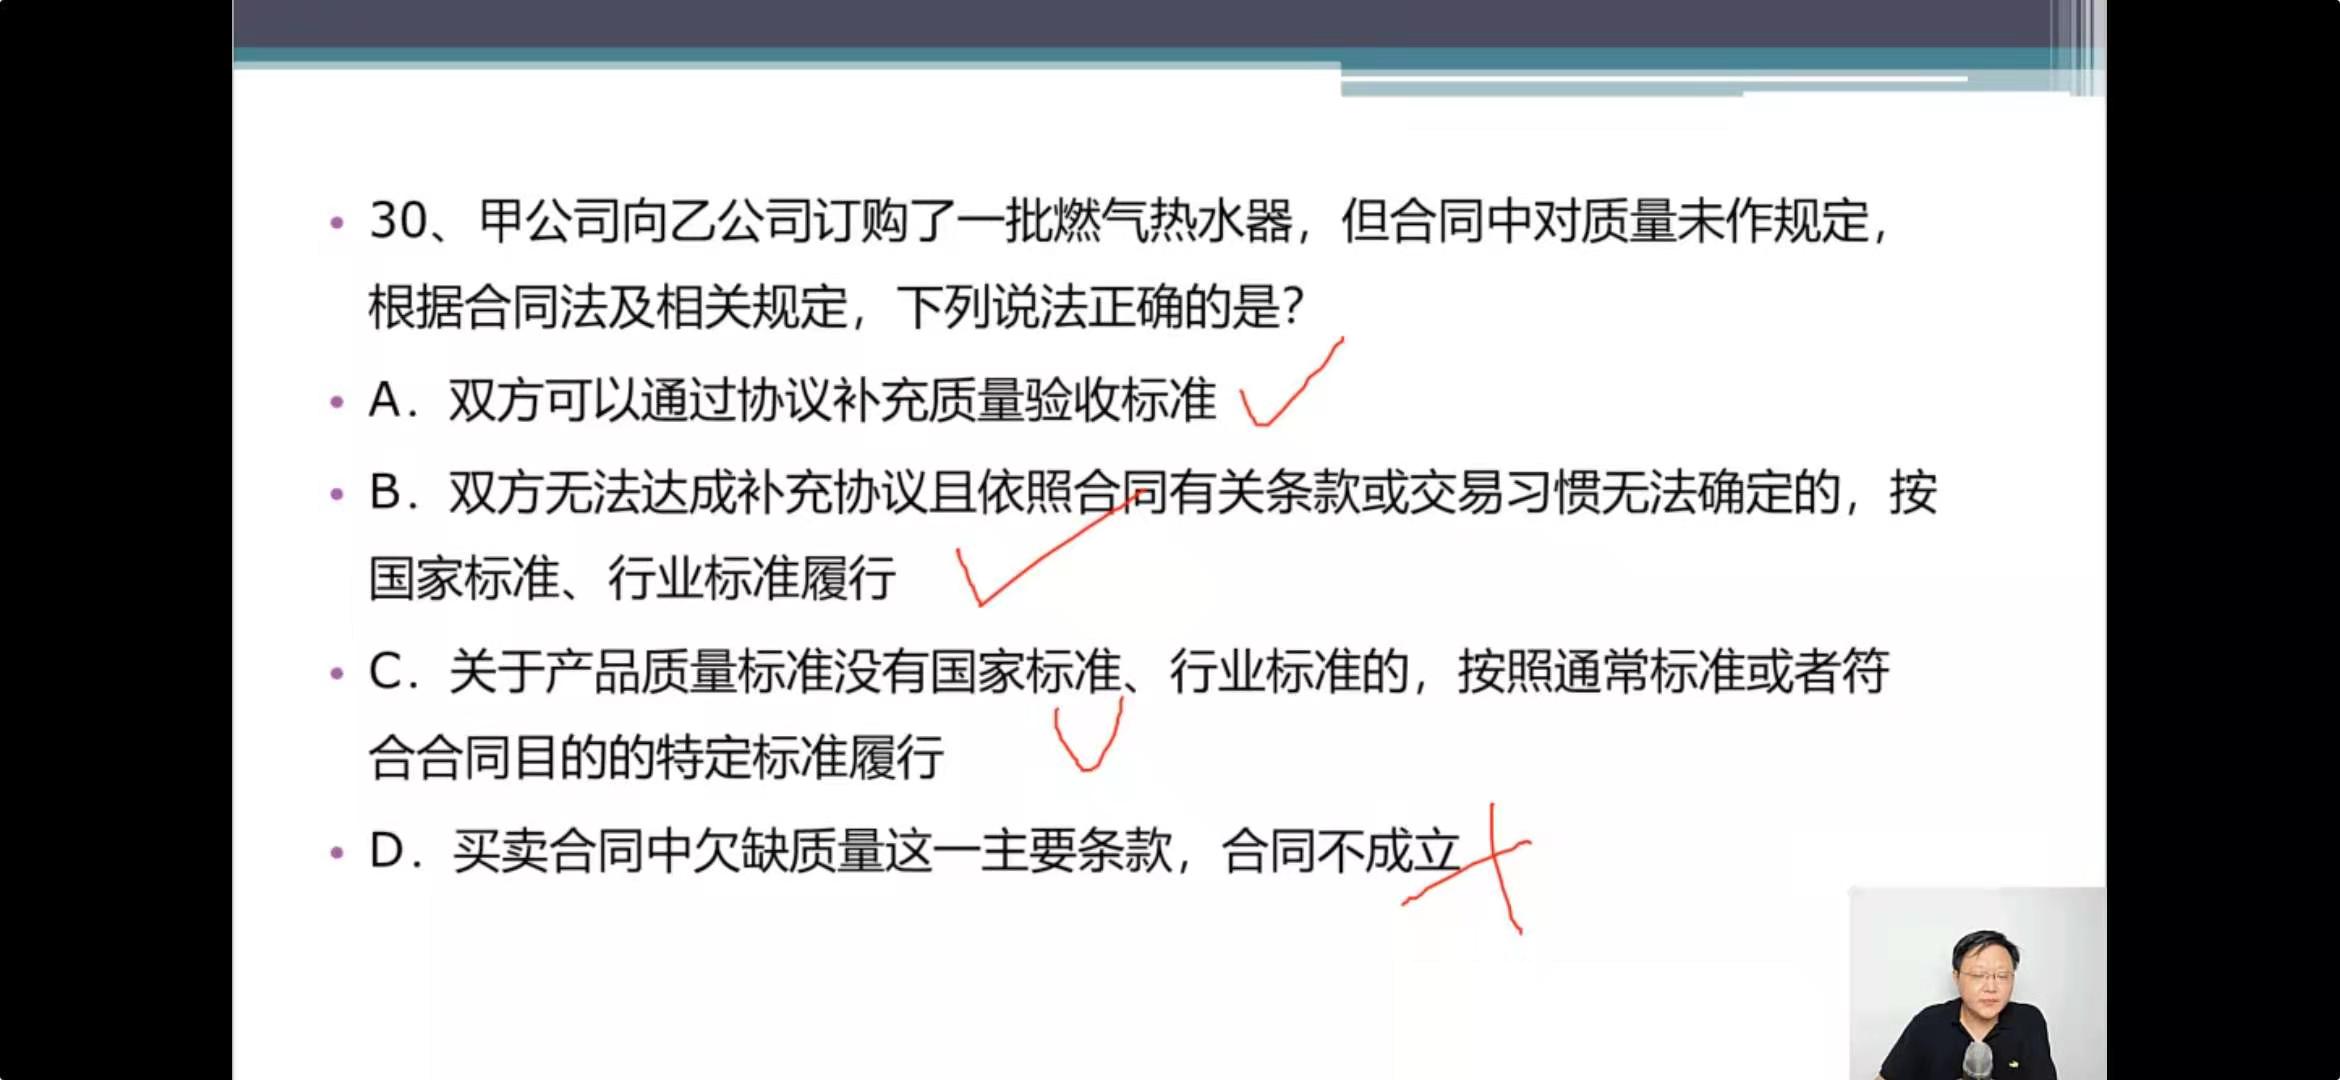 30、甲公司向乙公司订购了一批燃气热水器，但合同中对质量未作规定，
根据合同法及相关规定，下列说法正确的是？
A．双方可以通过协议补充质量验收标准
B．双方无法达成补充协议且依照合同有关条款或交易习惯无法确定的，按
国家标准、行业标准履行
C．关于产品质量标准没有国家标准、行业标准的，按照通常标准或者符
合合同目的的特定标准履行
D．买卖合同中欠缺质量这一主要条款，合同不成立